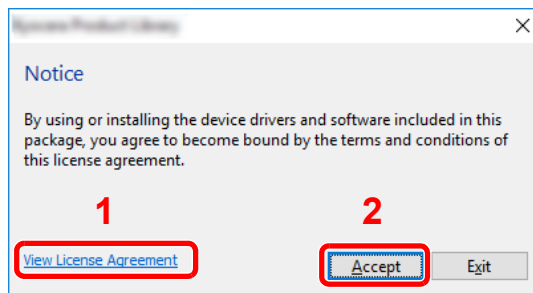 Notice
By using or installing the device drivers and software included in this
package, you agree to become bound by the terms and conditions of
this license agreement.
1
2
View License Agreement
Accept
Exit